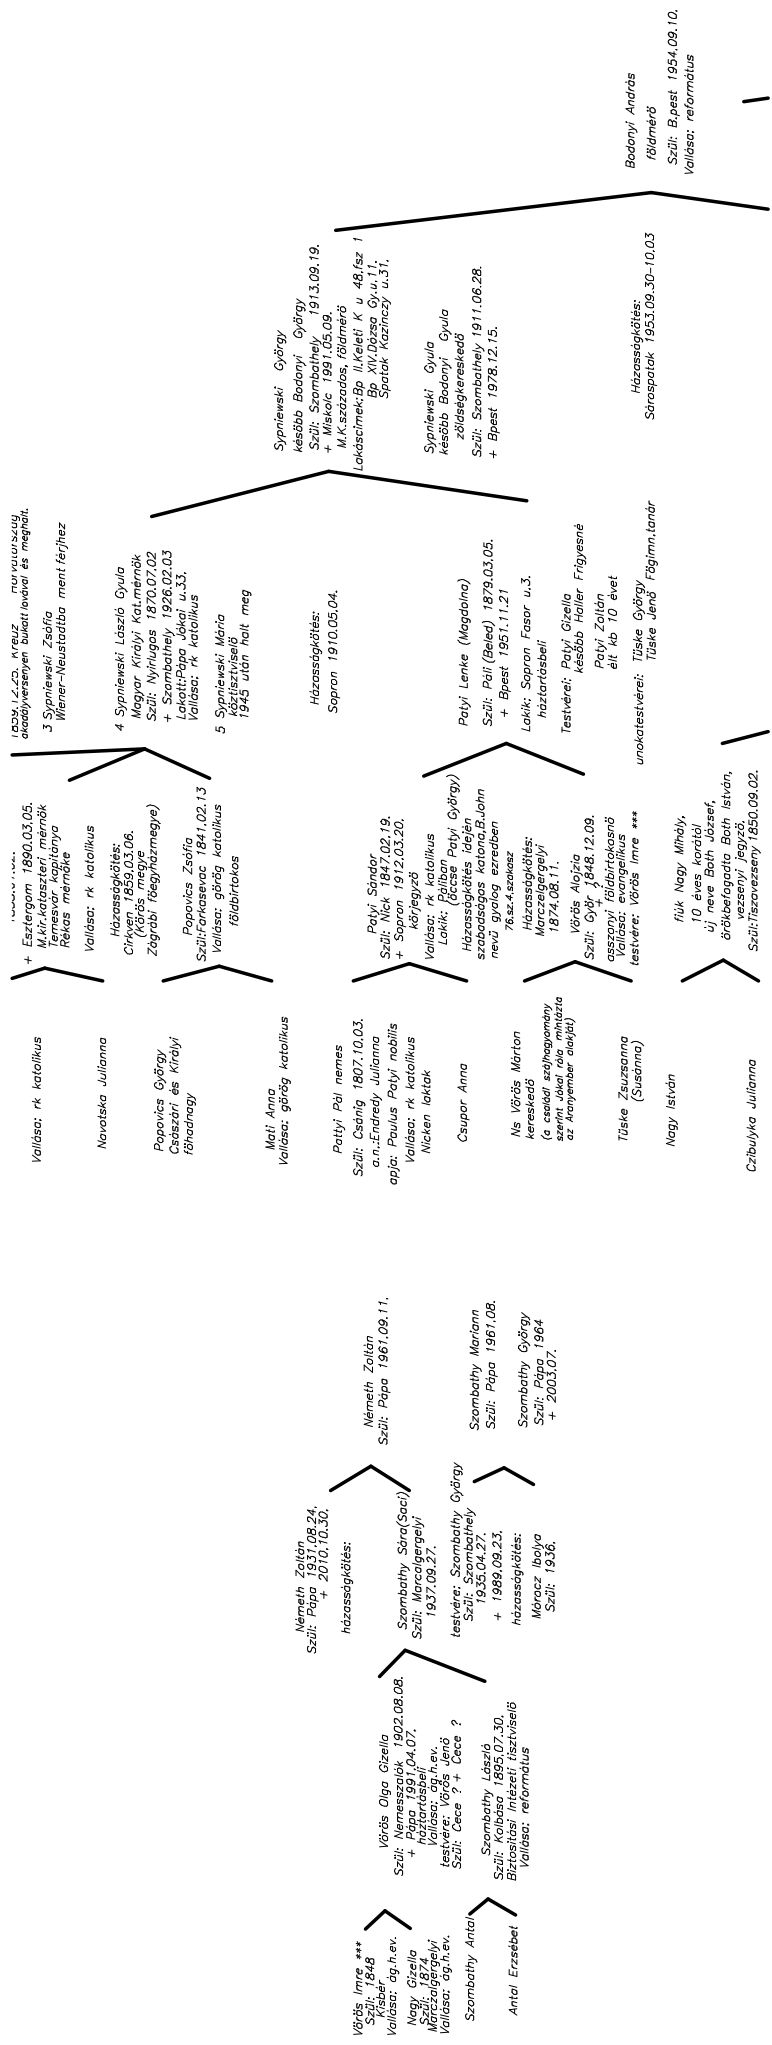 Bodonyi András
földmérő
Szül: B.pest 1954.09.10.
Vallása: református
Sypniewski György
később Bodonyi György
Szül: Szombathely 1913.09.19.
+ Miskolc 1991.05.09.
M.K.százados, földmérő
Lakáscímek:Bp II.Keleti K u 48.fsz 1
Bp XIV.Dózsa Gy.u.11.
Spatak Kazinczy u.31.
Sypniewski Gyula
később Bodonyi Gyula
zöldségkereskedő
Szül: Szombathely 1911.06.28.
+ Bpest 1978.12.15.
Házasságkötés:
Sárospatak 1953.09.30-10.03
1859.12.25. Kreuz Horvátország
akadályversenyen bukott lovával és meghalt.
3 Sypniewski Zsófia
Wiener-Neustadtba ment férjhez
4 Sypniewski László Gyula
Magyar Királyi Kat.mérnök
Szül: Nyírlugos 1870.07.02
+ Szombathely 1926.02.03
Lakott:Pápa Jókai u.33.
Vallása: rk katolikus
5 Sypniewski Mária
köztisztviselő
1945 után halt meg
Házasságkötés:
Sopron 1910.05.04.
Patyi Lenke (Magdolna)
Szül: Páli (Beled) 1879.03.05.
+ Bpest 1951.11.21
Lakik: Sopron Fasor u.3.
háztartásbeli
Testvérei: Patyi Gizella
később Haller Frigyesné
Patyi Zoltán
élt kb 10 évet
unokatestvérei: Tüske György
Tüske Jenő Főgimn.tanár
+ Esztergom 1890.03.05.
M.kir.kataszteri mérnök
Temesvár kapitánya
Rékas mérnöke
Vallása: rk katolikus
Házasságkötés:
Cirkven 1859.03.06.
(Körös megye
Zágrábi főegyházmegye)
Popovics Zsófia
Szül:Farkasevac 1841.02.13
Vallása: görög katolikus
földbirtokos
Patyi Sándor
Szül: Nick 1847.02.19.
+ Sopron 1912.03.20.
körjegyző
Vallása: rk katolikus
Lakik: Páliban
(öccse Patyi György)
Házasságkötés idején
szabadságos katona,B.John
nevű gyalog ezredben
76.sz.4.szakasz
Házasságkötés:
Marczelgergelyi
1874.08.11.
Vörös Alojzia
Szül: Győr 1848.12.09.
+ ?
asszonyi földbirtokosnő
Vallása: evangelikus
testvére: Vörös Imre ***
fiúk Nagy Mihály,
10 éves korától
új neve Both József,
örökbefogadta Both István,
vezsenyi jegyző,
Szül:Tiszavezseny 1850.09.02.
Vallása: rk katolikus
Navatska Julianna
Popovics György
Császári és Királyi
főhadnagy
Mati Anna
Vallása: görög katolikus
Pattyi Pál nemes
Szül: Csánig 1807.10.03.
a.n.:Endredy Julianna
apja: Paulus Patyi nobilis
Vallása: rk katolikus
Nicken laktak
Csupor Anna
Ns Vörös Márton
kereskedő
(a családi szájhagyomány
szerint Jókai róla mintázta
az Aranyember alakját)
Tüske Zsuzsanna
(Susánna)
Nagy István
Czibulyka Julianna
Németh Zoltán
Szül: Pápa 1961.09.11.
Szombathy Mariann
Szül: Pápa 1961.08.
Szombathy György
Szül: Pápa 1964
+ 2003.07.
Németh Zoltán
Szül: Pápa 1931.08.24.
+ 2010.10.30.
házasságkötés:
Szombathy Sára(Saci)
Szül: Marcalgergelyi
1937.09.27.
testvére: Szombathy György
Szül: Szombathely
1935.04.27.
+ 1989.09.23.
házasságkötés:
Mórocz Ibolya
Szül: 1936.
Vörös Olga Gizella
Szül: Nemesszalók 1902.08.08.
+ Pápa 1991.04.07.
háztartásbeli
Vallása: ág.h.ev.
testvére: Vörös Jenő
Szül: Cece ? + Cece ?
Szombathy László
Szül: Kolbása 1895.07.30.
Biztosítási Intézeti tisztviselő
Vallása: református
Vörös Imre ***
Szül: 1848
Kisbér
Vallása: ág.h.ev.
Nagy Gizella
Szül: 1874
Marczalgergelyi
Vallása: ág.h.ev.
Szombathy Antal
Antal Erzsébet